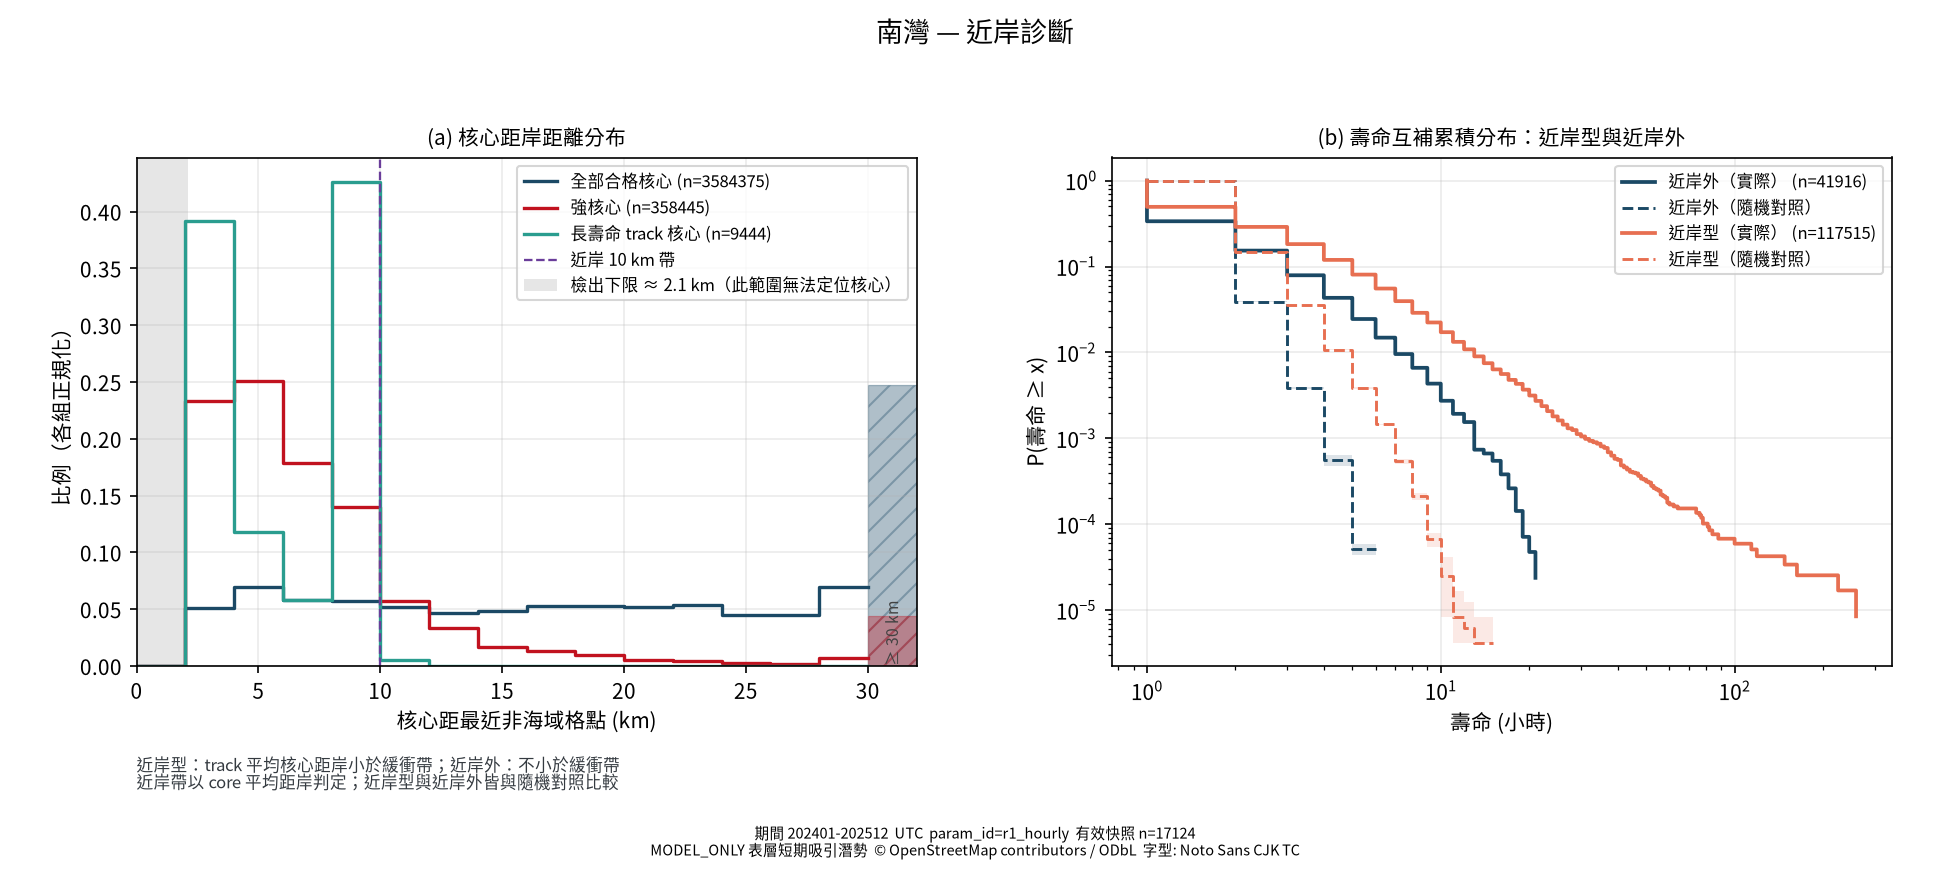 南灣 — 近岸診斷
(a) 核心距岸距離分布
比例（各組正規化）
0.40
0.35
0.30
0.25
0.20
0.15
0.10
0.05
0.00
0
5
10
15
20
25
30
核心距最近非海域格點 (km)
全部合格核心 (n=3584375)
強核心 (n=358445)
長壽命 track 核心 (n=9444)
近岸 10 km 帶
檢出下限 ≈ 2.1 km（此範圍無法定位核心）
≥ 30 km
近岸型：track 平均核心距岸小於緩衝帶；近岸外：不小於緩衝帶
近岸帶以 core 平均距岸判定；近岸型與近岸外皆與隨機對照比較
(b) 壽命互補累積分布：近岸型與近岸外
P(壽命 ≥ x)
10⁰
10⁻¹
10⁻²
10⁻³
10⁻⁴
10⁻⁵
10⁰
10¹
10²
壽命 (小時)
近岸外（實際） (n=41916)
近岸外（隨機對照）
近岸型（實際） (n=117515)
近岸型（隨機對照）
期間 202401-202512 UTC param_id=r1_hourly 有效快照 n=17124
MODEL_ONLY 表層短期吸引潛勢 © OpenStreetMap contributors / ODbL 字型: Noto Sans CJK TC